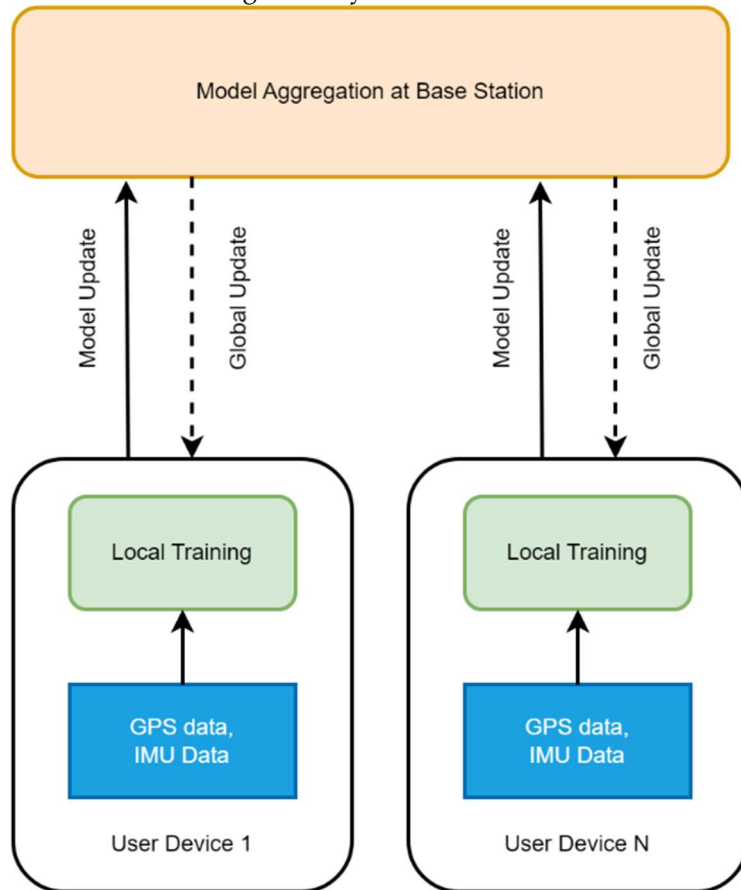 Model Aggregation at Base Station
Model Update
Global Update
Model Update
Global Update
Local Training
Local Training
GPS data,
IMU Data
GPS data,
IMU Data
User Device 1
User Device N